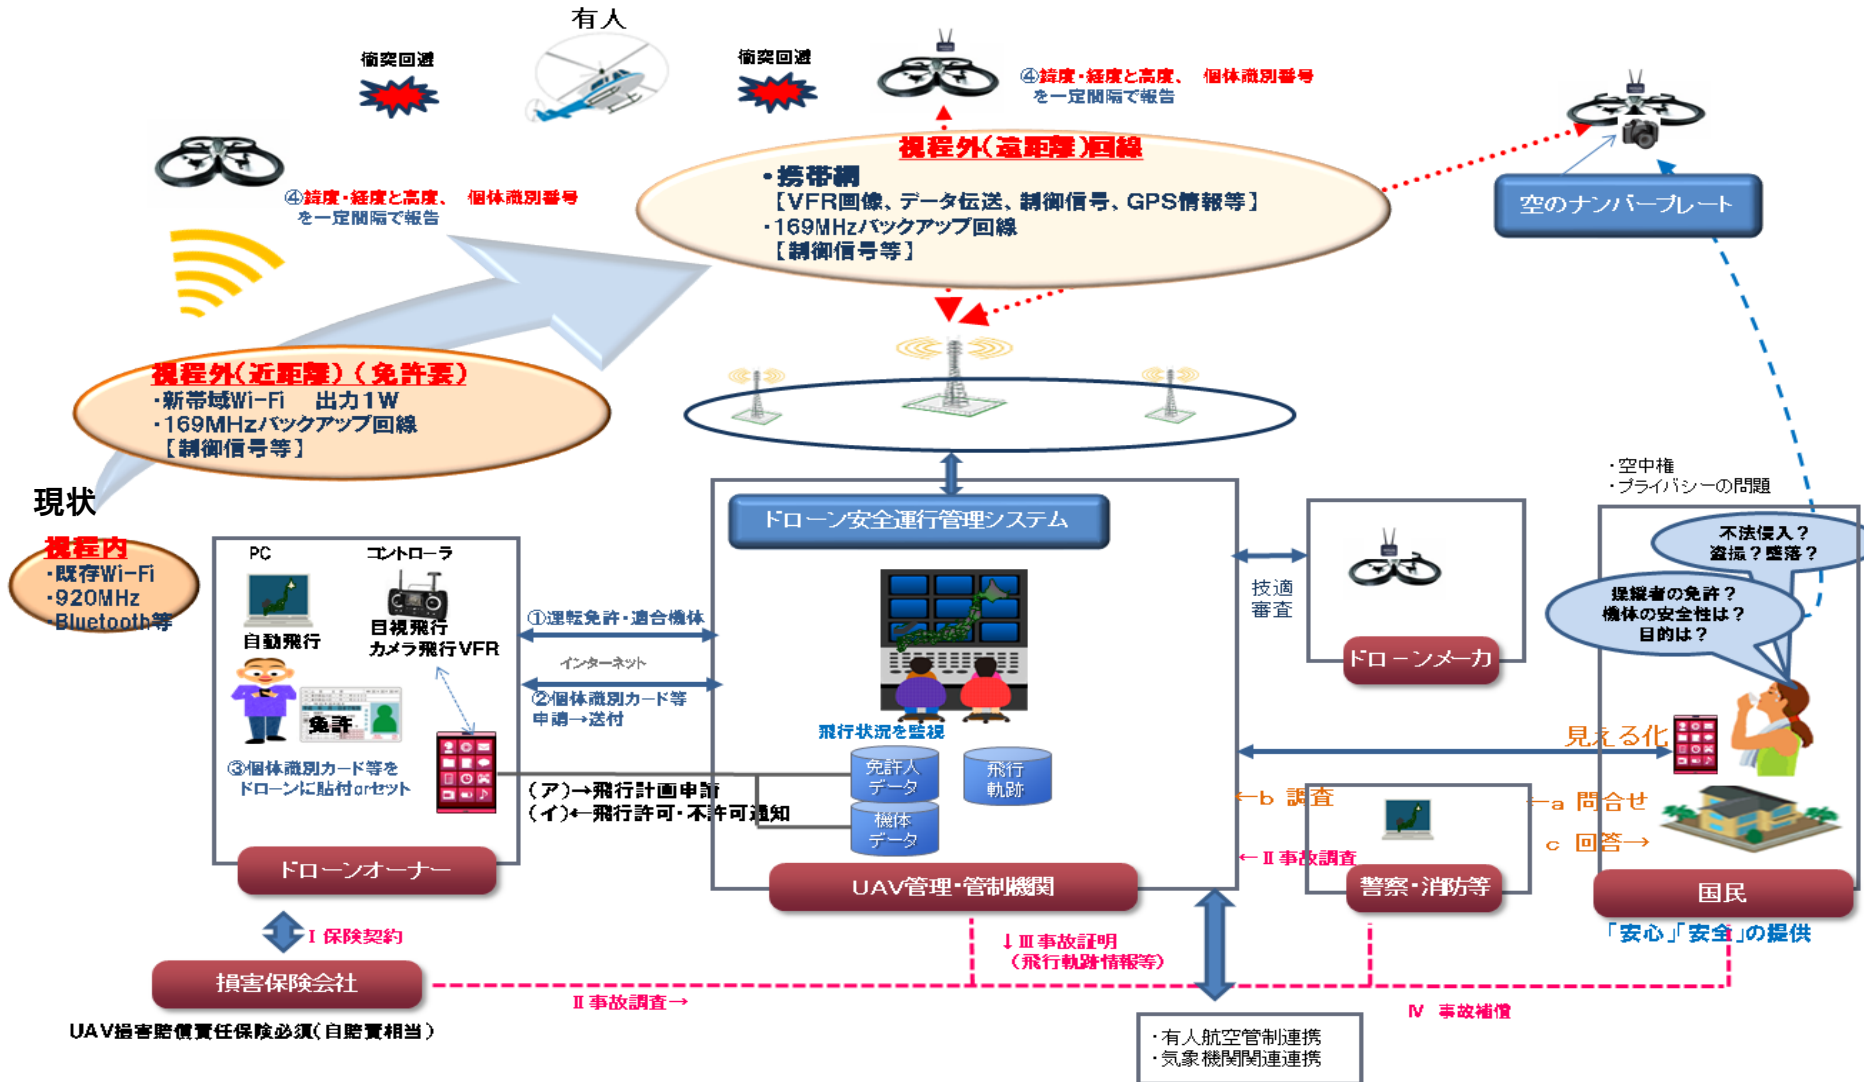 有人
衝突回避
衝突回避
④緯度・経度と高度、 個体識別番号
を一定間隔で報告
④緯度・経度と高度、 個体識別番号
を一定間隔で報告
視程外(遠距離)回線
・携帯網
【VFR画像、データ伝送、制御信号、GPS情報等】
・169MHzバックアップ回線
【制御信号等】
空のナンバープレート
視程外(近距離)(免許要)
・新帯域Wi-Fi 出力1W
・169MHzバックアップ回線
【制御信号等】
現状
視程内
・既存Wi-Fi
・920MHz
・Bluetooth等
PC
コントローラ
自動飛行
目視飛行
カメラ飛行VFR
免許
③個体識別カード等を
ドローンに貼付orセット
ドローンオーナー
①運転免許・適合機体
インターネット
②個体識別カード等
申請→送付
(ア)→飛行計画申請
(イ)←飛行許可・不許可通知
ドローン安全運行管理システム
飛行状況を監視
免許人
データ
飛行
軌跡
機体
データ
UAV管理・管制機関
技適
審査
ドローンメーカ
・空中権
・プライバシーの問題
不法侵入?
盗撮?墜落?
操縦者の免許?
機体の安全性は?
目的は?
見える化
←b 調査
←a 問合せ
c 回答→
←Ⅱ事故調査
警察・消防等
国民
「安心」「安全」の提供
Ⅰ保険契約
損害保険会社
UAV損害賠償責任保険必須(自賠責相当)
Ⅱ事故調査→
↓Ⅲ事故証明
(飛行軌跡情報等)
Ⅳ 事故補償
・有人航空管制連携
・気象機関関連連携